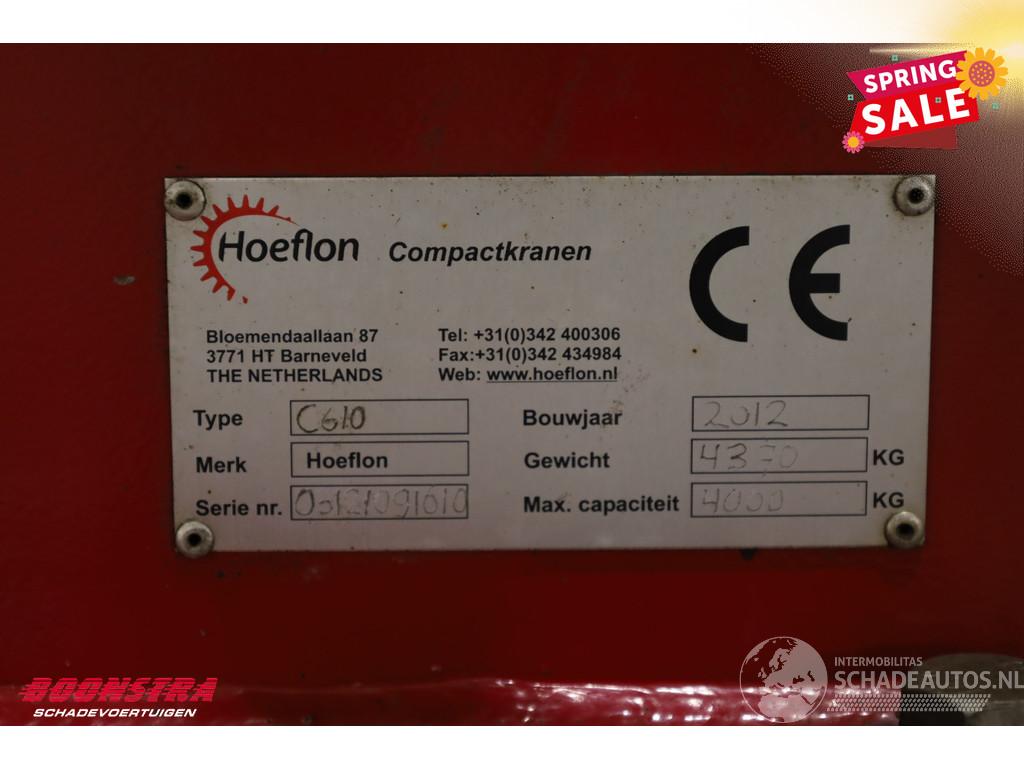 SPRING
SALE
Hoeflon Compactkranen
CE
Bloemendaallaan 87
3771 HT Barneveld
THE NETHERLANDS
Tel: +31(0)342 400306
Fax:+31(0)342 434984
Web: www.hoeflon.nl
Type C610
Merk Hoeflon
Serie nr.
Bouwjaar 2012
Gewicht 4370 KG
Max. capaciteit 4000 KG
BOONSTRA
SCHADEVOERTUIGEN
INTERMOBILITAS
SCHADEAUTOS.NL